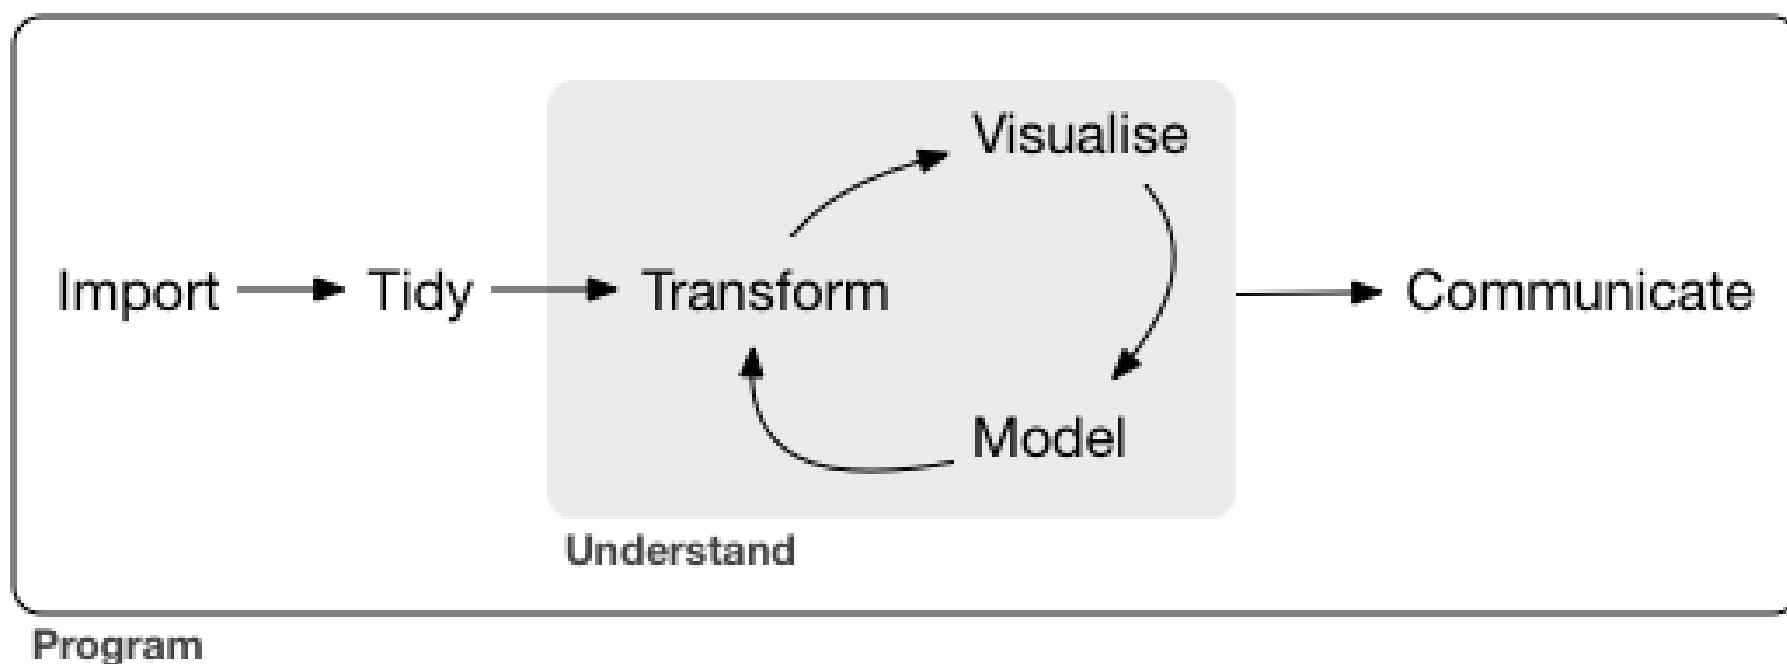 Visualise
Import
Tidy
Transform
Communicate
Model
Understand
Program